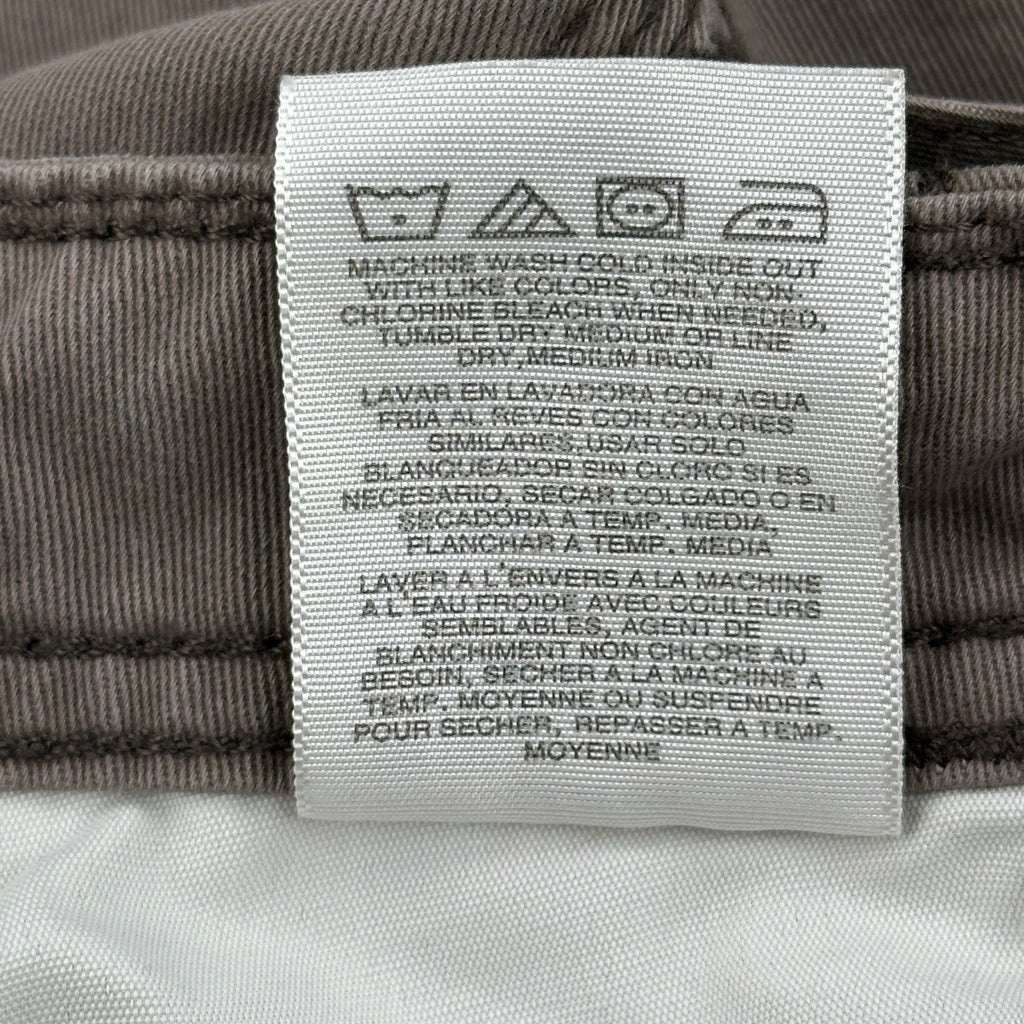 MACHINE WASH COLD INSIDE OUT
WITH LIKE COLORS, ONLY NON-
CHLORINE BLEACH WHEN NEEDED,
TUMBLE DRY MEDIUM OR LINE
DRY, MEDIUM IRON
LAVAR EN LAVADORA CON AGUA
FRIA AL REVES CON COLORES
SIMILARES. USAR SOLO
BLANQUEADOR SIN CLORO SI ES
NECESARIO, SECAR COLGADO O EN
SECADORA A TEMP. MEDIA,
PLANCHAR A TEMP. MEDIA
LAVER A L'ENVERS A LA MACHINE
A L'EAU FROIDE AVEC COULEURS
SEMBLABLES, AGENT DE
BLANCHIMENT NON CHLORE AU
BESOIN, SECHER A LA MACHINE A
TEMP. MOYENNE OU SUSPENDRE
POUR SECHER, REPASSER A TEMP.
MOYENNE